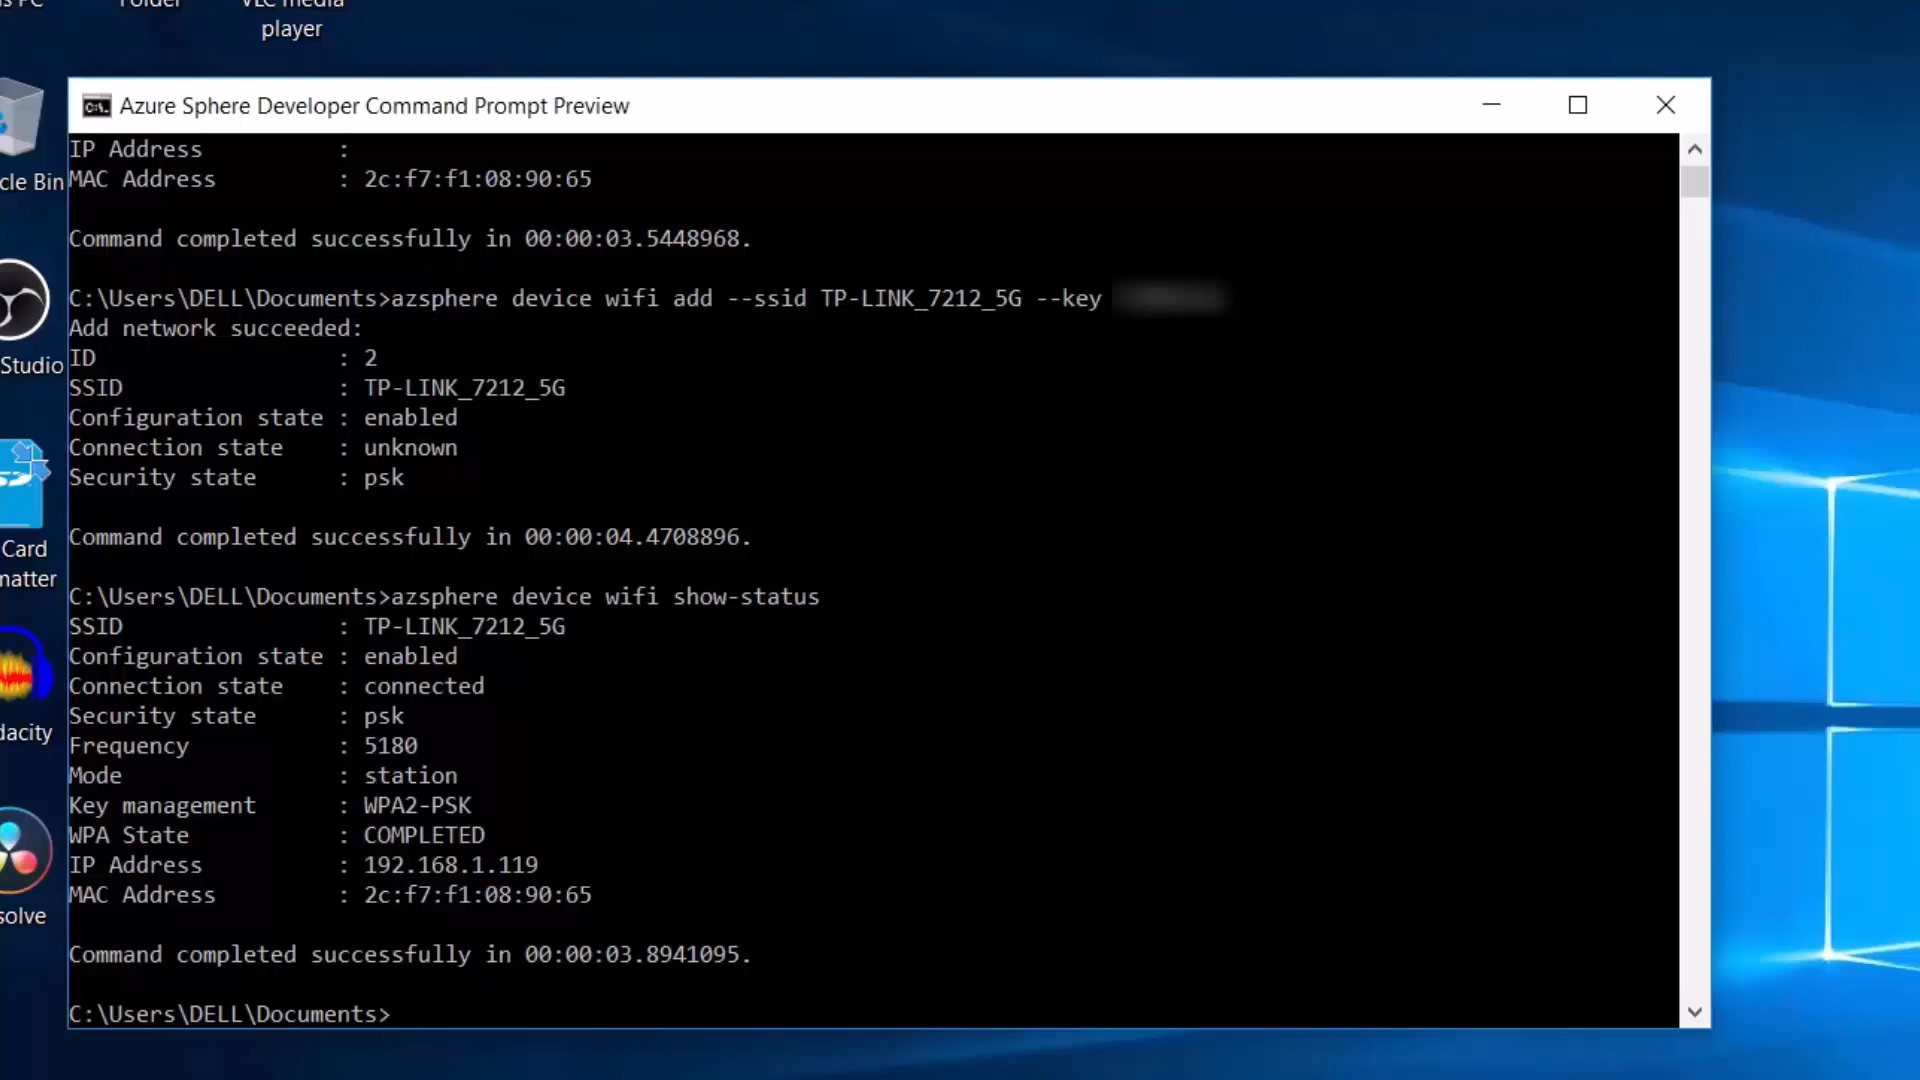 player
Azure Sphere Developer Command Prompt Preview
IP Address :
MAC Address : 2c:f7:f1:08:90:65
Command completed successfully in 00:00:03.5448968.
C:\Users\DELL\Documents>azsphere device wifi add --ssid TP-LINK_7212_5G --key
Add network succeeded:
ID : 2
SSID : TP-LINK_7212_5G
Configuration state : enabled
Connection state : unknown
Security state : psk
Command completed successfully in 00:00:04.4708896.
C:\Users\DELL\Documents>azsphere device wifi show-status
SSID : TP-LINK_7212_5G
Configuration state : enabled
Connection state : connected
Security state : psk
Frequency : 5180
Mode : station
Key management : WPA2-PSK
WPA State : COMPLETED
IP Address : 192.168.1.119
MAC Address : 2c:f7:f1:08:90:65
Command completed successfully in 00:00:03.8941095.
C:\Users\DELL\Documents>
cle Bin
Studio
Card
matter
dacity
solve